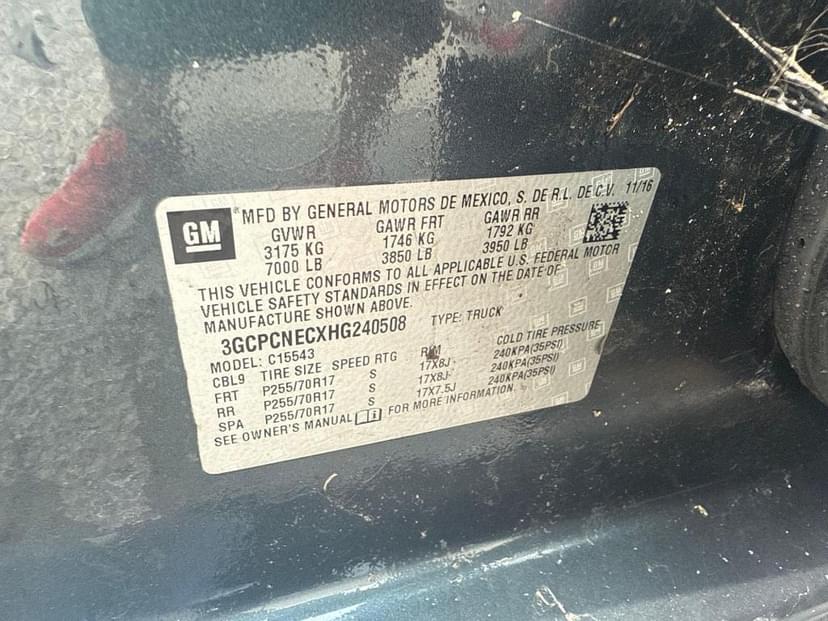 GM
MFD BY GENERAL MOTORS DE MEXICO, S. DE R.L. DE C.V. 11/16
GVWR GAWR FRT GAWR RR
3175 KG 1746 KG 1792 KG
7000 LB 3850 LB 3950 LB
THIS VEHICLE CONFORMS TO ALL APPLICABLE U.S. FEDERAL MOTOR
VEHICLE SAFETY STANDARDS IN EFFECT ON THE DATE OF
MANUFACTURE SHOWN ABOVE.
3GCPCNECXHG240508 TYPE: TRUCK
MODEL: C15543
CBL9 TIRE SIZE SPEED RTG RIM COLD TIRE PRESSURE
FRT P255/70R17 S 17X8J 240KPA(35PSI)
RR P255/70R17 S 17X8J 240KPA(35PSI)
SPA P255/70R17 S 17X7.5J 240KPA(35PSI)
SEE OWNER'S MANUAL FOR MORE INFORMATION.